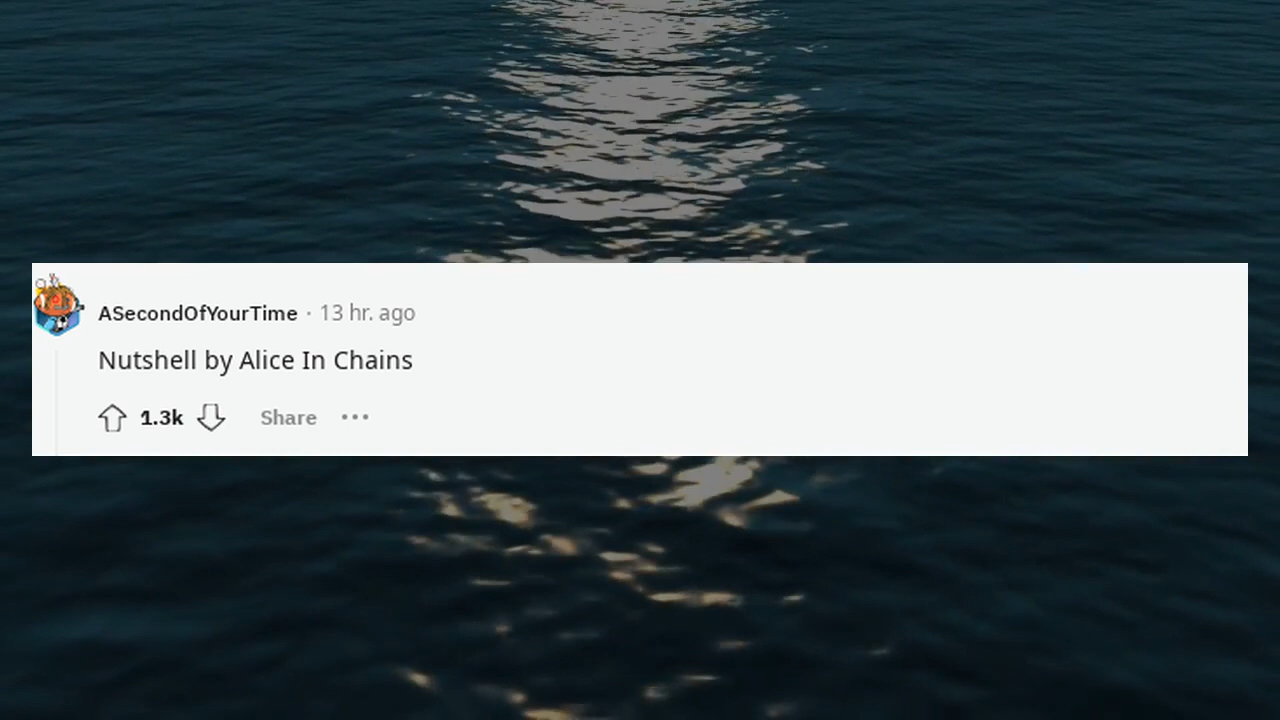 ASecondOfYourTime · 13 hr. ago
Nutshell by Alice In Chains
1.3k Share